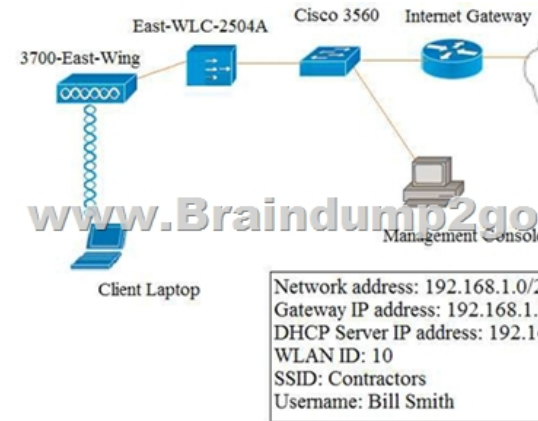 Cisco 3560
Internet Gateway
East-WLC-2504A
3700-East-Wing
www.Braindump2go
Management Console
Client Laptop
Network address: 192.168.1.0/2
Gateway IP address: 192.168.1.
DHCP Server IP address: 192.16
WLAN ID: 10
SSID: Contractors
Username: Bill Smith